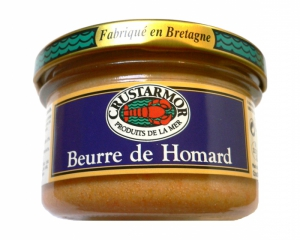 Fabriqué en Bretagne
CRUSTARMOR
PRODUITS DE LA MER
Beurre de Homard